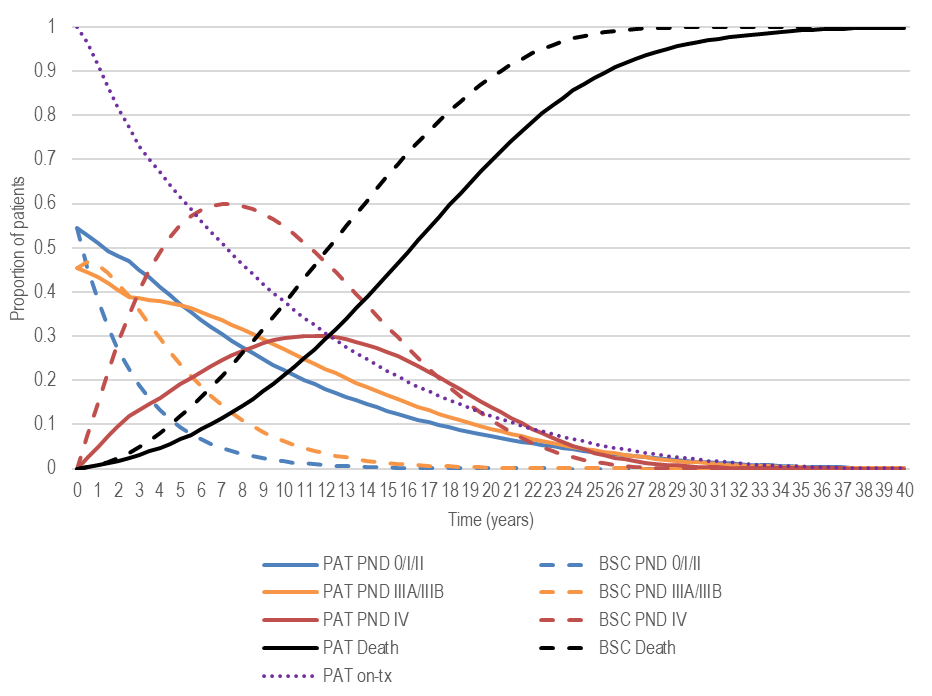 1
0.9
0.8
0.7
0.6
0.5
0.4
0.3
0.2
0.1
0
Proportion of patients
0 1 2 3 4 5 6 7 8 9 10 11 12 13 14 15 16 17 18 19 20 21 22 23 24 25 26 27 28 29 30 31 32 33 34 35 36 37 38 39 40
Time (years)
PAT PND 0/I/II BSC PND 0/I/II
PAT PND IIIA/IIIB BSC PND IIIA/IIIB
PAT PND IV BSC PND IV
PAT Death BSC Death
PAT on-tx